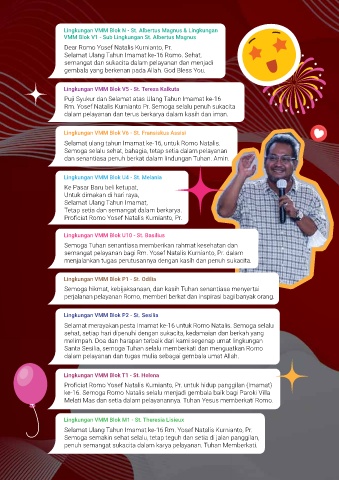 Lingkungan VMM Blok IV - St. Albertus Magnus & Lingkungan
VMM Blok V1 - Sub Lingkungan St. Albertus Magnus
Dear Romo Yosef Natalis Kurnianto, Pr.
Selamat Ulang Tahun Imamat ke-16 Romo. Sehat,
semangat dan sukacita dalam pelayanan dan menjadi
gembala yang berkenan pada Allah. God Bless You.
Lingkungan VMM Blok V5 - St. Teresa Kalkuta
Puji Syukur dan Selamat atas Ulang Tahun Imamat ke-16
Rm. Yosef Natalis Kurnianto Pr. Semoga selalu penuh sukacita
dalam pelayanan dan terus berkarya dalam kasih dan iman.
Lingkungan VMM Blok V6 - St. Fransiskus Assisi
Selamat ulang tahun Imamat ke-16, untuk Romo Natalis.
Semoga selalu sehat, bahagia, tetap setia dalam pelayanan
dan senantiasa penuh berkat dalam lindungan Tuhan. Amin.
Lingkungan VMM Blok U4 - St. Melania
Ke Pasar Baru beli ketupat,
Untuk dimakan di hari raya,
Selamat Ulang Tahun Imamat,
Tetap setia dan semangat dalam berkarya.
Proficiat Romo Yosef Natalis Kurnianto, Pr.
Lingkungan VMM Blok U10 - St. Basilius
Semoga Tuhan senantiasa memberikan rahmat kesehatan dan
semangat pelayanan bagi Rm. Yosef Natalis Kurnianto, Pr. dalam
menjalankan tugas perutusannya dengan kasih dan penuh sukacita.
Lingkungan VMM Blok P1 - St. Odilia
Semoga hikmat, kebijaksanaan, dan kasih Tuhan senantiasa menyertai
perjalanan pelayanan Romo, memberi berkat dan inspirasi bagi banyak orang.
Lingkungan VMM Blok P2 - St. Sesilia
Selamat merayakan pesta Imamat ke-16 untuk Romo Natalis. Semoga selalu
sehat, setiap hari dipenuhi dengan sukacita, kedamaian dan berkah yang
melimpah. Doa dan harapan terbaik dari kami segenap umat lingkungan
Santa Sesilia, semoga Tuhan selalu memberkati dan menguatkan Romo
dalam pelayanan dan tugas mulia sebagai gembala umat Allah.
Lingkungan VMM Blok T1 - St. Helena
Proficiat Romo Yosef Natalis Kurnianto, Pr. untuk hidup panggilan (Imamat)
ke-16. Semoga Romo Natalis selalu menjadi gembala baik bagi Paroki Villa
Melati Mas dan setia dalam pelayanannya. Tuhan Yesus memberkati Romo.
Lingkungan VMM Blok M1 - St. Theresia Lisieux
Selamat Ulang Tahun Imamat ke-16 Rm. Yosef Natalis Kurnianto, Pr.
Semoga semakin sehat selalu, tetap teguh dan setia di jalan panggilan,
penuh semangat sukacita dalam karya pelayanan. Tuhan Memberkati.